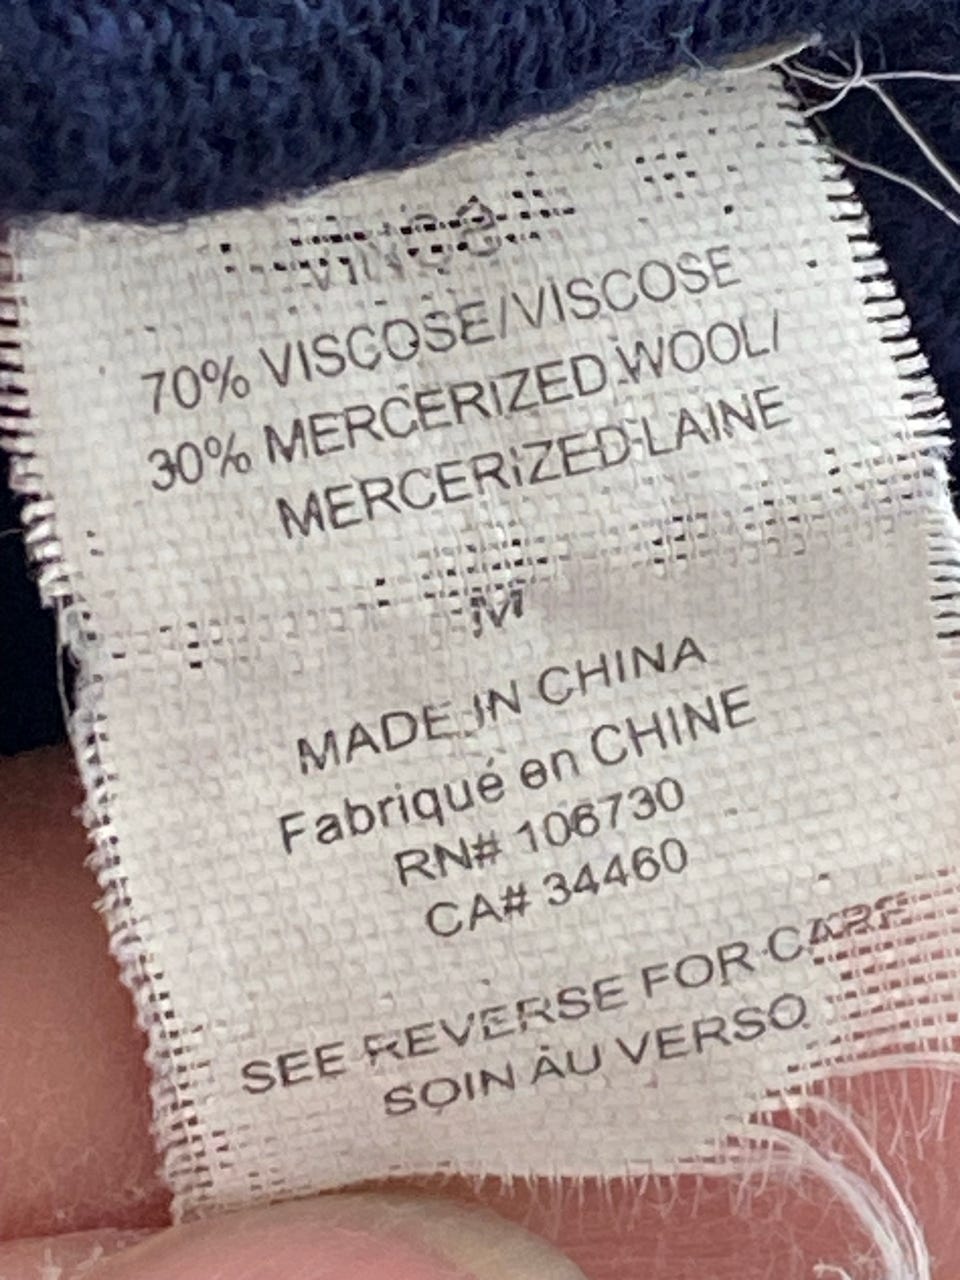 70% VISCOSE/VISCOSE
30% MERCERIZED WOOL/
MERCERIZED LAINE
M
MADE IN CHINA
Fabriqué en CHINE
RN# 106730
CA# 34460
SEE REVERSE FOR CARE
SOIN AU VERSO